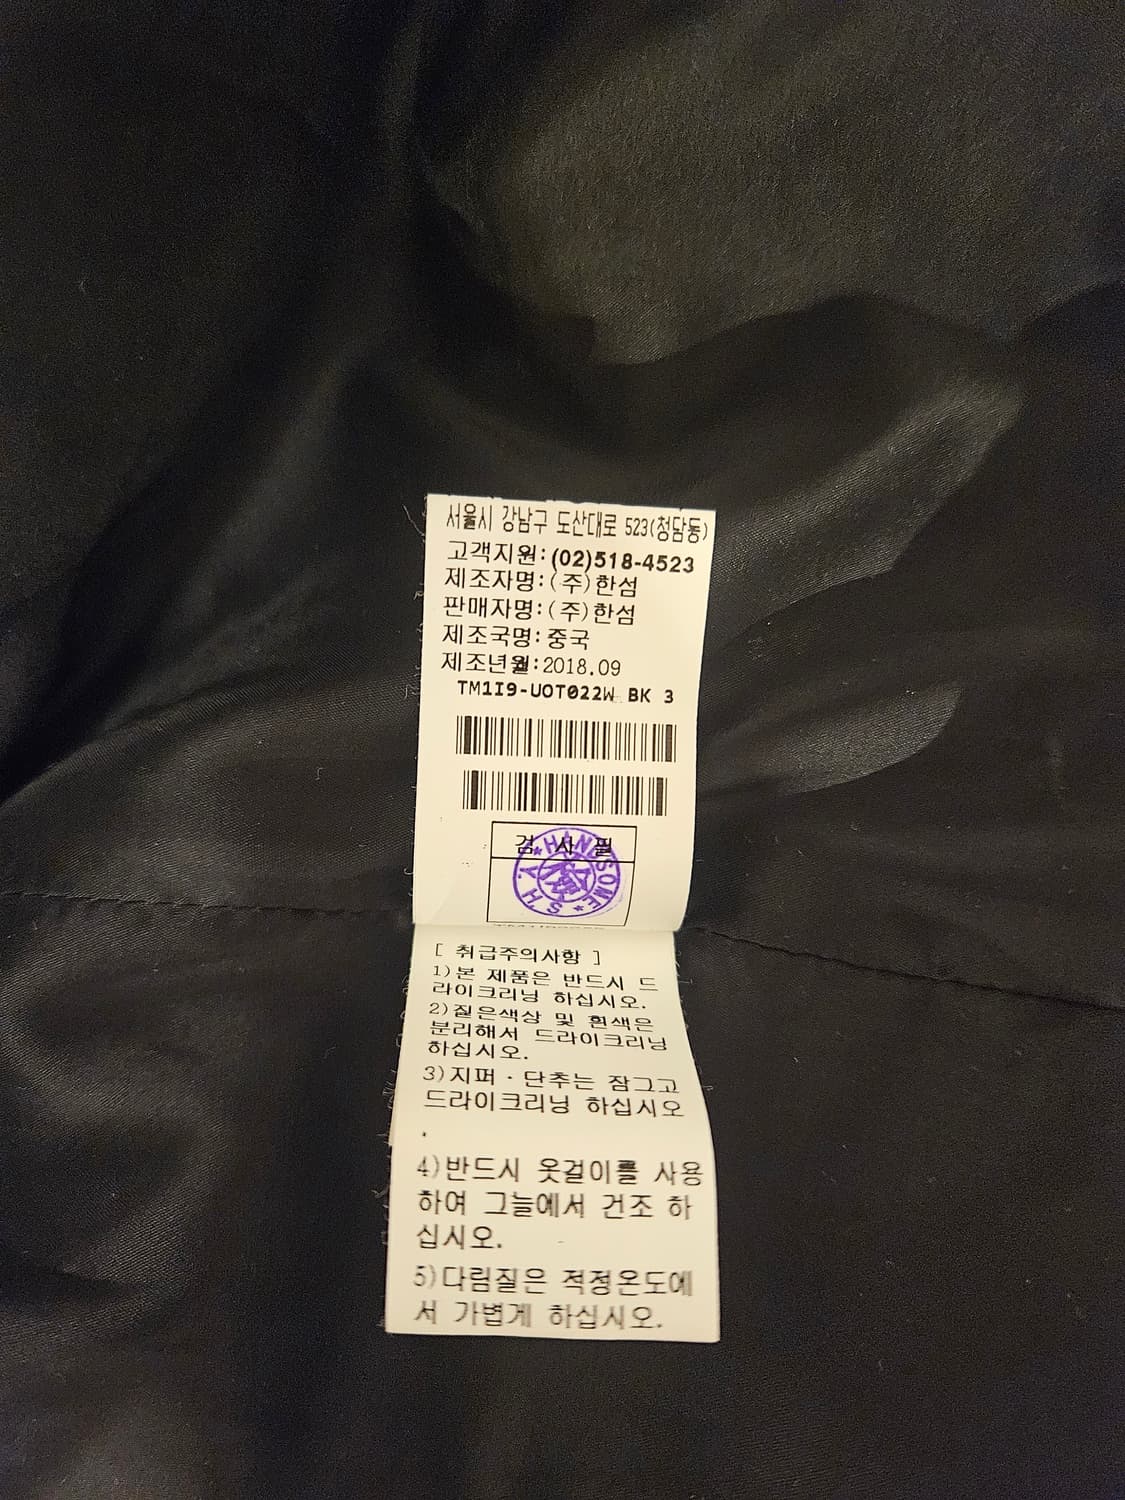 서울시 강남구 도산대로 523(청담동)
고객지원:(02)518-4523
제조자명:(주)한섬
판매자명:(주)한섬
제조국명:중국
제조년월:2018.09
TM1I9-UOT022W BK 3
검 사 필
*HANDSOME* Y.H.S
檢
[ 취급주의사항 ]
1)본 제품은 반드시 드
라이크리닝 하십시오.
2)짙은색상 및 흰색은
분리해서 드라이크리닝
하십시오.
3)지퍼·단추는 잠그고
드라이크리닝 하십시오
.
4)반드시 옷걸이를 사용
하여 그늘에서 건조 하
십시오.
5)다림질은 적정온도에
서 가볍게 하십시오.